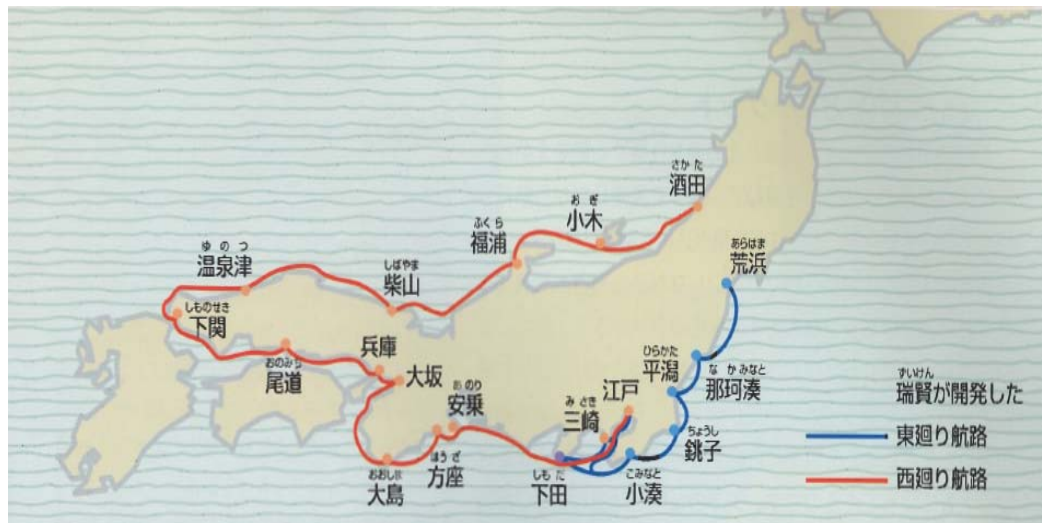 さかた
酒田
おぎ
小木
ふくら
福浦
あらはま
荒浜
ゆのつ
温泉津
しばやま
柴山
しものせき
下関
兵庫
大坂
おのみち
尾道
あのり
安乗
江戸
みさき
三崎
ひらかた
平潟
なかみなと
那珂湊
ちょうし
銚子
ほうざ
方座
おおしま
大島
しもだ
下田
こみなと
小湊
ずいけん
瑞賢が開発した
東廻り航路
西廻り航路